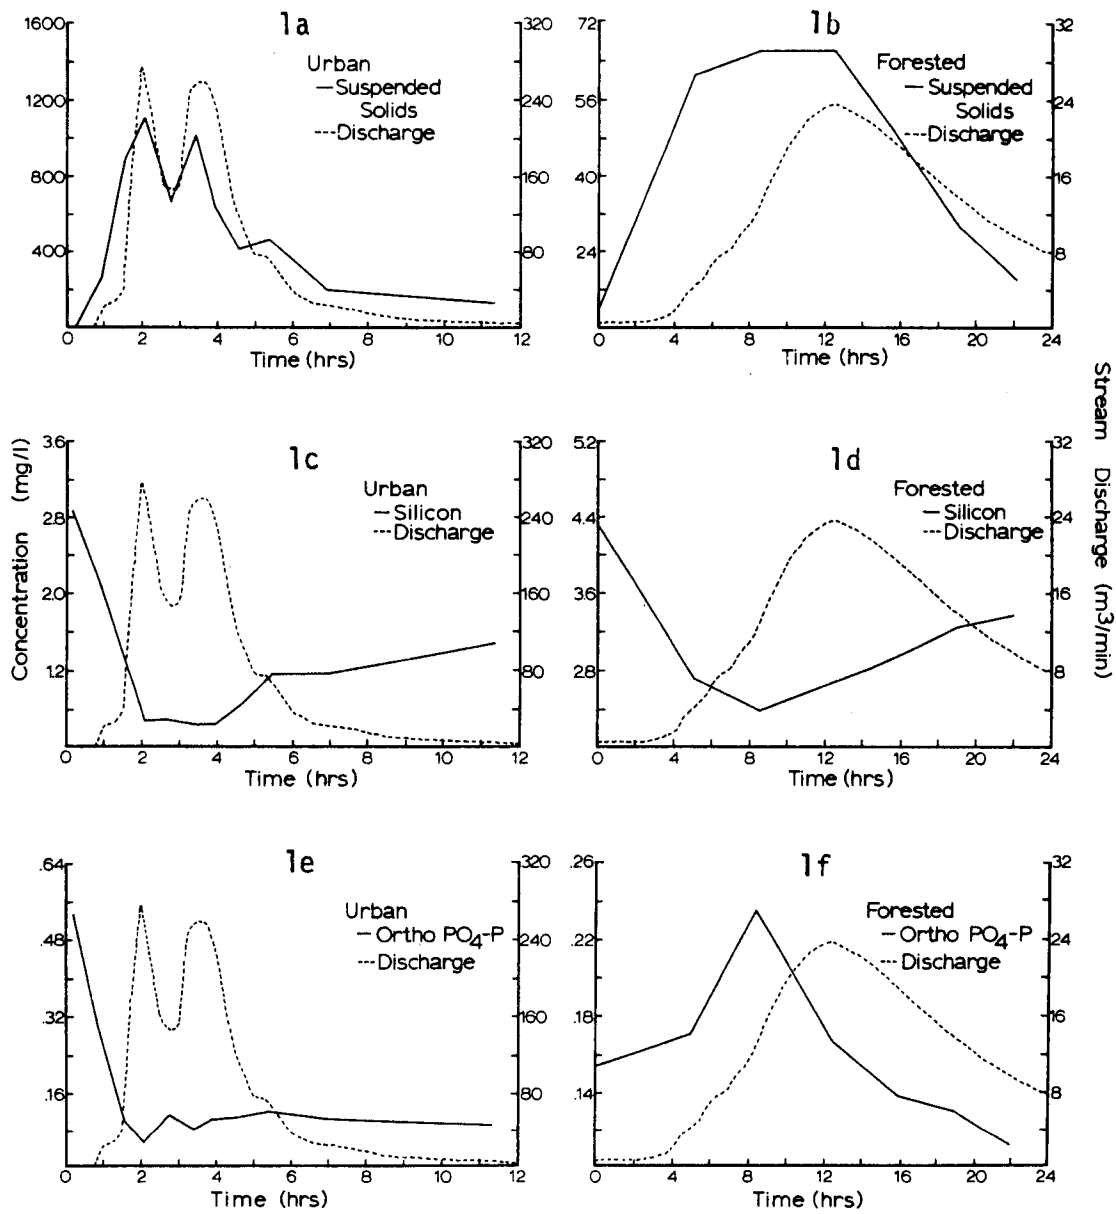 1a
1600
1200
800
400
320
240
160
80
0
Urban
Suspended
Solids
Discharge
0 2 4 6 8 10 12
Time (hrs)
1b
72
56
40
24
32
24
16
8
Forested
Suspended
Solids
Discharge
0 4 8 12 16 20 24
Time (hrs)
Concentration (mg/l)
Stream Discharge (m3/min)
1c
3.6
2.8
2.0
1.2
320
240
160
80
Urban
Silicon
Discharge
0 2 4 6 8 10 12
Time (hrs)
1d
5.2
4.4
3.6
2.8
32
24
16
8
Forested
Silicon
Discharge
0 4 8 12 16 20 24
Time (hrs)
1e
.64
.48
.32
.16
320
240
160
80
Urban
Ortho PO4-P
Discharge
0 2 4 6 8 10 12
Time (hrs)
1f
.26
.22
.18
.14
32
24
16
8
Forested
Ortho PO4-P
Discharge
0 4 8 12 16 20 24
Time (hrs)